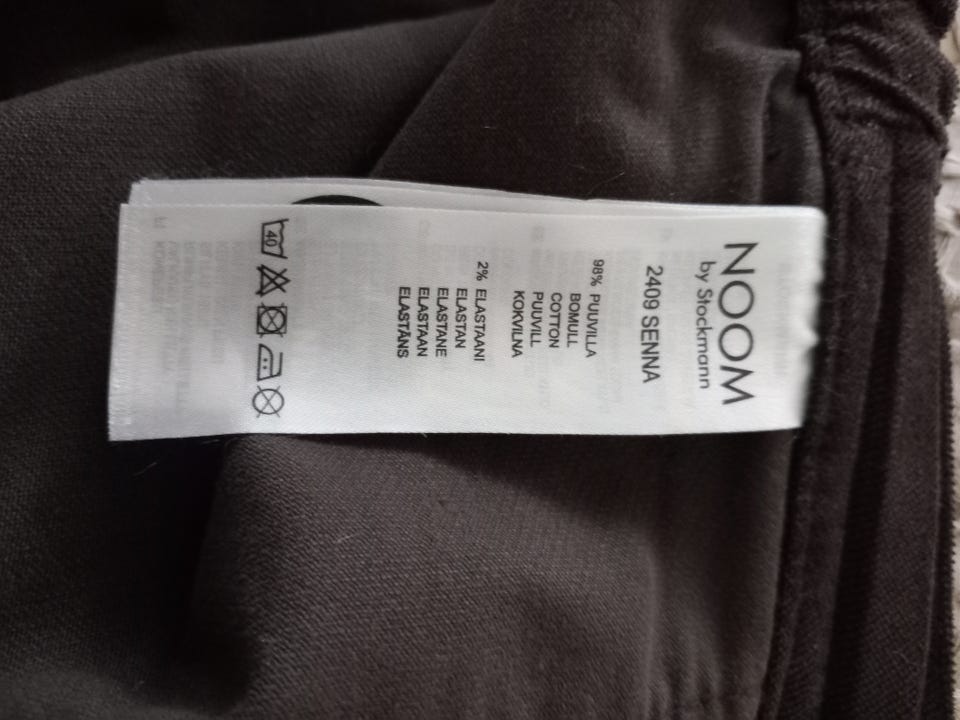 NOOM
by Stockmann
2409 SENNA
98% PUUVILLA
BOMULL
COTTON
PUUVILL
KOKVILNA
2% ELASTAANI
ELASTAN
ELASTANE
ELASTAAN
ELASTĀNS
40